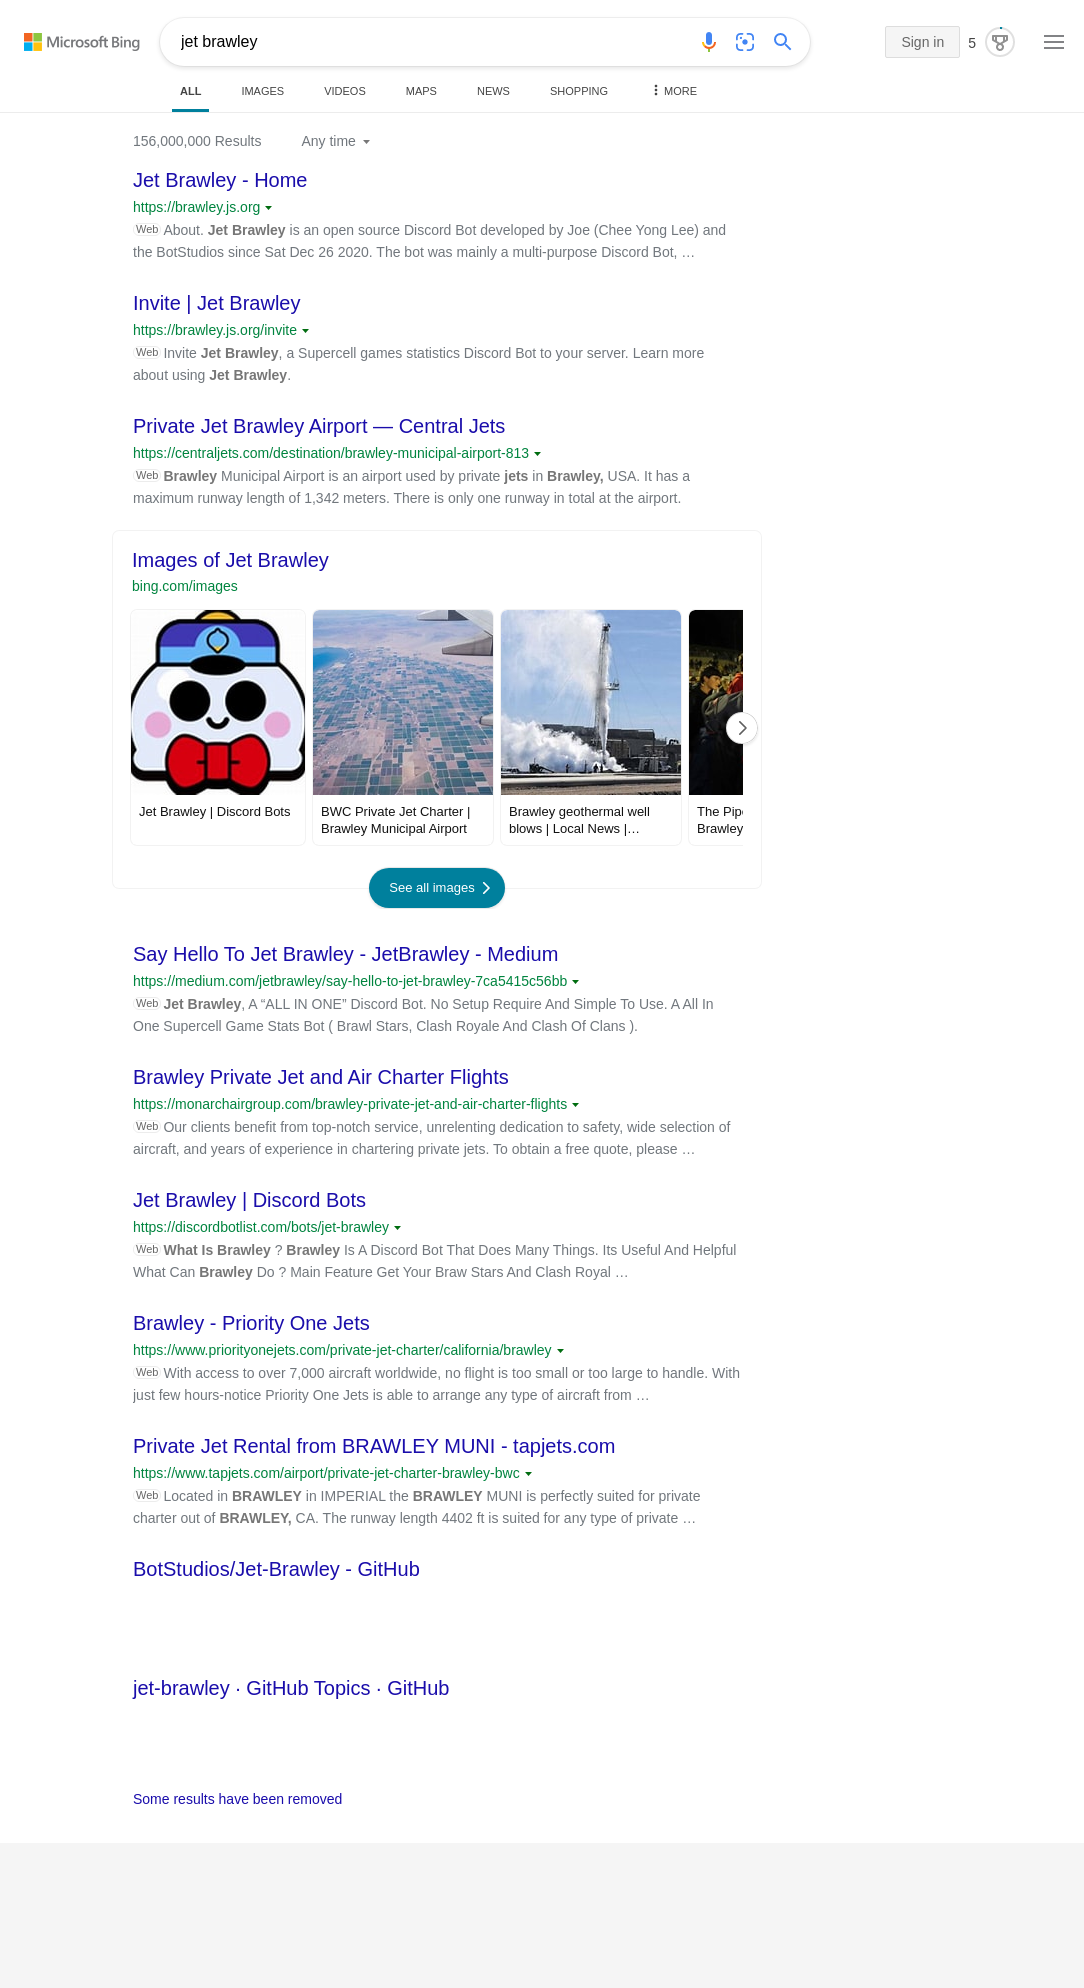 Microsoft Bing
jet brawley
Sign in
5
ALL
IMAGES
VIDEOS
MAPS
NEWS
SHOPPING
MORE
156,000,000 Results
Any time
Jet Brawley - Home
https://brawley.js.org
Web About. Jet Brawley is an open source Discord Bot developed by Joe (Chee Yong Lee) and
the BotStudios since Sat Dec 26 2020. The bot was mainly a multi-purpose Discord Bot, …
Invite | Jet Brawley
https://brawley.js.org/invite
Web Invite Jet Brawley, a Supercell games statistics Discord Bot to your server. Learn more
about using Jet Brawley.
Private Jet Brawley Airport — Central Jets
https://centraljets.com/destination/brawley-municipal-airport-813
Web Brawley Municipal Airport is an airport used by private jets in Brawley, USA. It has a
maximum runway length of 1,342 meters. There is only one runway in total at the airport.
Images of Jet Brawley
bing.com/images
Jet Brawley | Discord Bots
BWC Private Jet Charter |
Brawley Municipal Airport
Brawley geothermal well
blows | Local News |…
The Pipe
Brawley
See all images
Say Hello To Jet Brawley - JetBrawley - Medium
https://medium.com/jetbrawley/say-hello-to-jet-brawley-7ca5415c56bb
Web Jet Brawley, A “ALL IN ONE” Discord Bot. No Setup Require And Simple To Use. A All In
One Supercell Game Stats Bot ( Brawl Stars, Clash Royale And Clash Of Clans ).
Brawley Private Jet and Air Charter Flights
https://monarchairgroup.com/brawley-private-jet-and-air-charter-flights
Web Our clients benefit from top-notch service, unrelenting dedication to safety, wide selection of
aircraft, and years of experience in chartering private jets. To obtain a free quote, please …
Jet Brawley | Discord Bots
https://discordbotlist.com/bots/jet-brawley
Web What Is Brawley ? Brawley Is A Discord Bot That Does Many Things. Its Useful And Helpful
What Can Brawley Do ? Main Feature Get Your Braw Stars And Clash Royal …
Brawley - Priority One Jets
https://www.priorityonejets.com/private-jet-charter/california/brawley
Web With access to over 7,000 aircraft worldwide, no flight is too small or too large to handle. With
just few hours-notice Priority One Jets is able to arrange any type of aircraft from …
Private Jet Rental from BRAWLEY MUNI - tapjets.com
https://www.tapjets.com/airport/private-jet-charter-brawley-bwc
Web Located in BRAWLEY in IMPERIAL the BRAWLEY MUNI is perfectly suited for private
charter out of BRAWLEY, CA. The runway length 4402 ft is suited for any type of private …
BotStudios/Jet-Brawley - GitHub
jet-brawley · GitHub Topics · GitHub
Some results have been removed